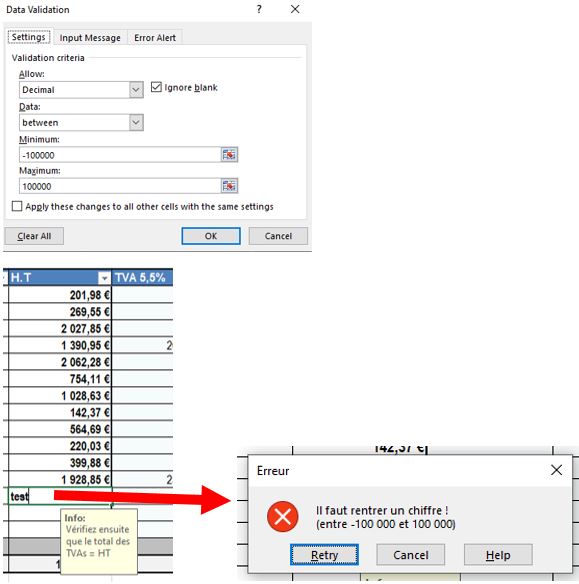 Data Validation
?
Settings
Input Message
Error Alert
Validation criteria
Allow:
Decimal
Ignore blank
Data:
between
Minimum:
-100000
Maximum:
100000
Apply these changes to all other cells with the same settings
Clear All
OK
Cancel
H.T
TVA 5,5%
201,98 €
269,55 €
2 027,85 €
1 390,95 €
2 062,28 €
754,11 €
1 028,63 €
142,37 €
564,69 €
220,03 €
399,88 €
1 928,85 €
test
Info:
Vérifiez ensuite
que le total des
TVAs = HT
142,37 €
Erreur
Il faut rentrer un chiffre !
(entre -100 000 et 100 000)
Retry
Cancel
Help